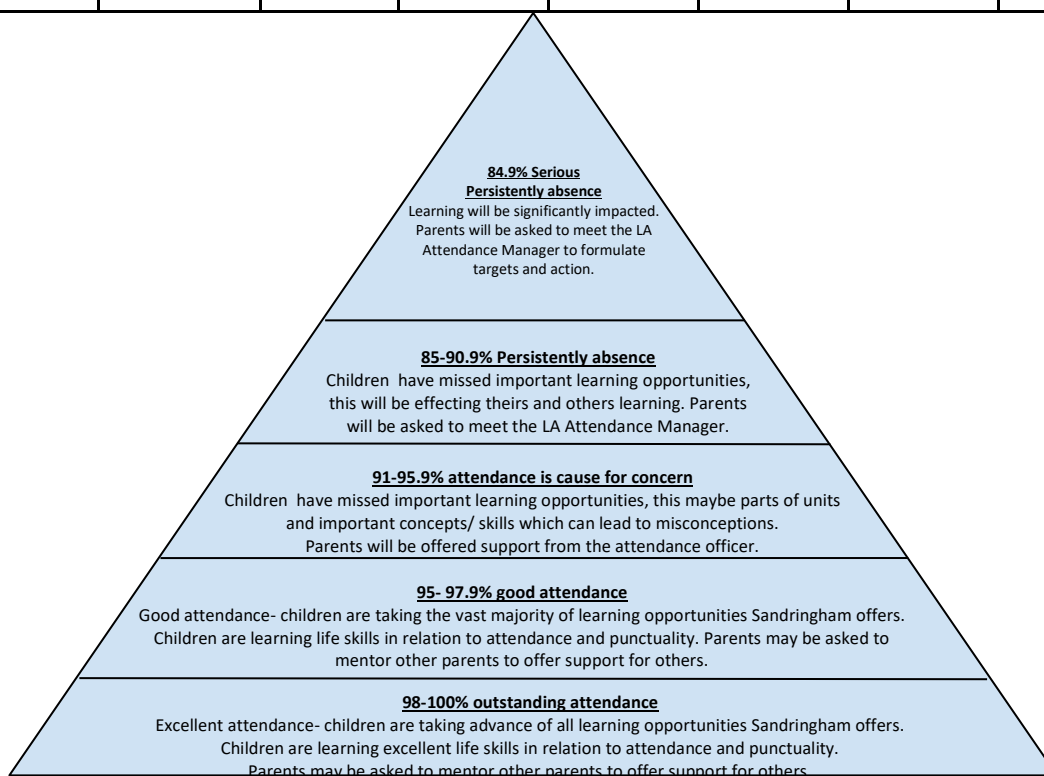 84.9% Serious
Persistently absence
Learning will be significantly impacted.
Parents will be asked to meet the LA
Attendance Manager to formulate
targets and action.
85-90.9% Persistently absence
Children  have missed important learning opportunities,
this will be effecting theirs and others learning. Parents
will be asked to meet the LA Attendance Manager.
91-95.9% attendance is cause for concern
Children  have missed important learning opportunities, this maybe parts of units
and important concepts/ skills which can lead to misconceptions.
Parents will be offered support from the attendance officer.
95- 97.9% good attendance
Good attendance- children are taking the vast majority of learning opportunities Sandringham offers.
Children are learning life skills in relation to attendance and punctuality. Parents may be asked to
mentor other parents to offer support for others.
98-100% outstanding attendance
Excellent attendance- children are taking advance of all learning opportunities Sandringham offers.
Children are learning excellent life skills in relation to attendance and punctuality.
Parents may be asked to mentor other parents to offer support for others